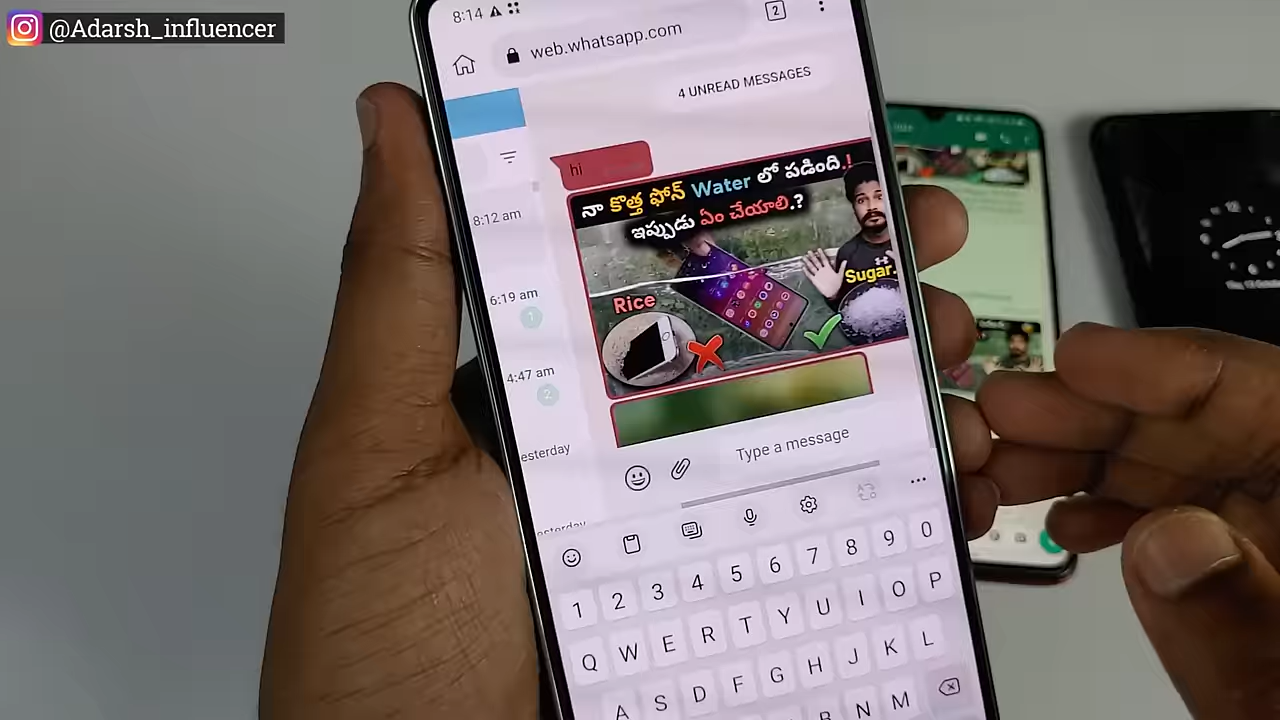 @Adarsh_influencer
8:14
web.whatsapp.com
2
4 UNREAD MESSAGES
hi
8:12 am
నా కొత్త ఫోన్ Water లో పడింది.!
ఇప్పుడు ఏం చేయాలి.?
Sugar.
Rice
6:19 am
1
4:47 am
2
esterday
Type a message
esterday
1 2 3 4 5 6 7 8 9 0
Q W E R T Y U I O P
A S D F G H J K L
B N M
12